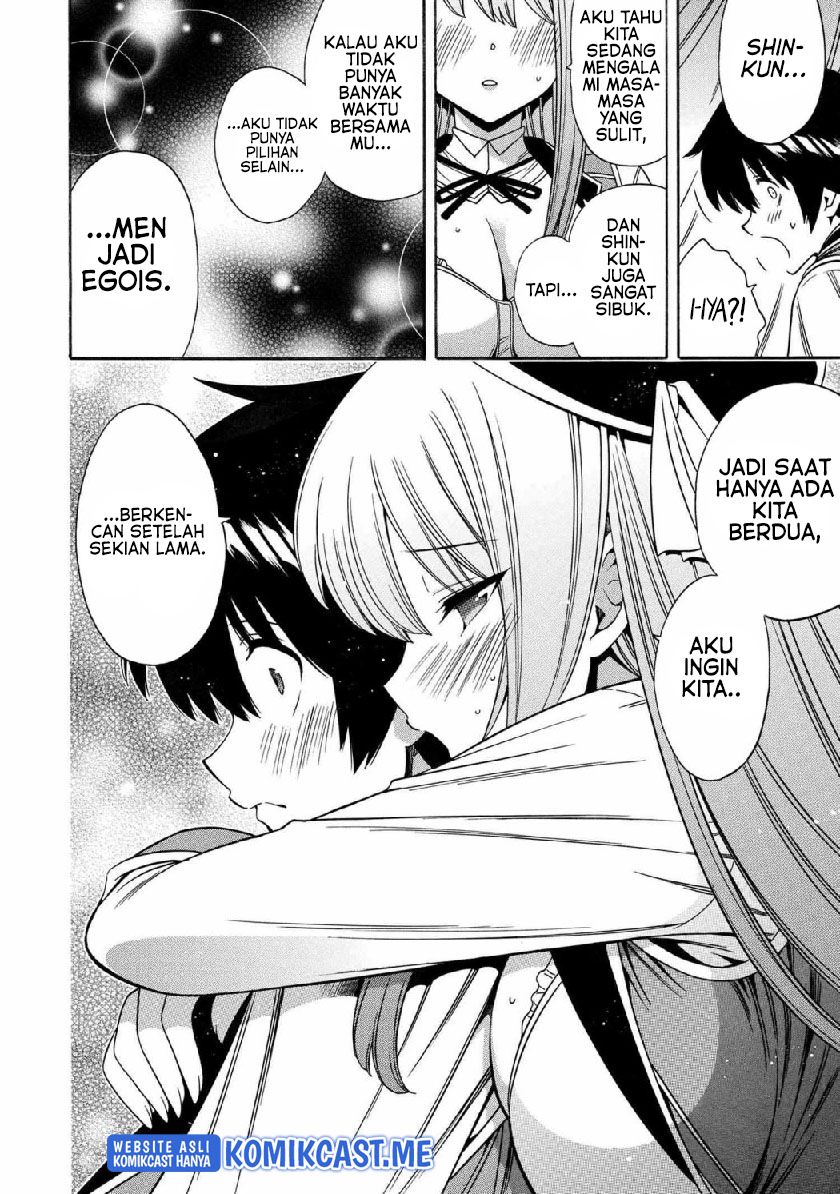 SHIN-
KUN...
HYA?!
AKU TAHU
KITA
SEDANG
MENGALA
MI MASA-
MASA
YANG
SULIT,
DAN
SHIN-
KUN
JUGA
SANGAT
SIBUK.
TAPI...
KALAU AKU
TIDAK
PUNYA
BANYAK
WAKTU
BERSAMA
MU...
...AKU TIDAK
PUNYA
PILIHAN
SELAIN...
...MEN
JADI
EGOIS.
JADI SAAT
HANYA ADA
KITA
BERDUA,
AKU
INGIN
KITA..
...BERKEN-
CAN SETELAH
SEKIAN LAMA.
WEBSITE ASLI
KOMIKCAST HANYA
KOMIKCAST.ME